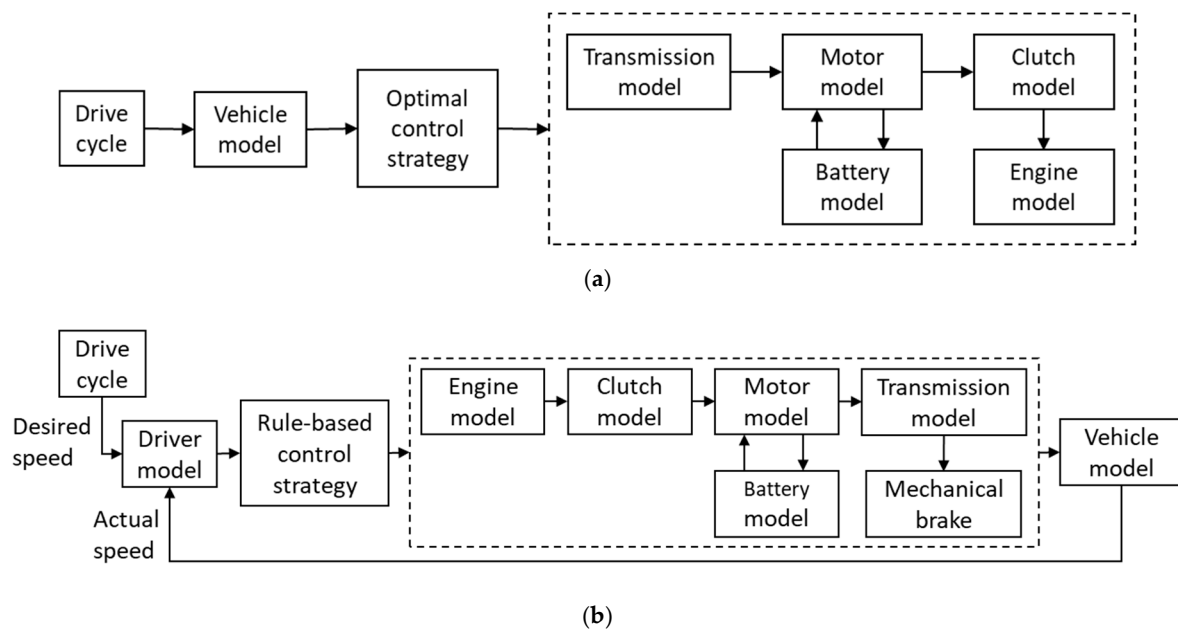 Drive
cycle
Vehicle
model
Optimal
control
strategy
Transmission
model
Motor
model
Clutch
model
Battery
model
Engine
model
(a)
Drive
cycle
Desired
speed
Driver
model
Actual
speed
Rule-based
control
strategy
Engine
model
Clutch
model
Motor
model
Transmission
model
Battery
model
Mechanical
brake
Vehicle
model
(b)